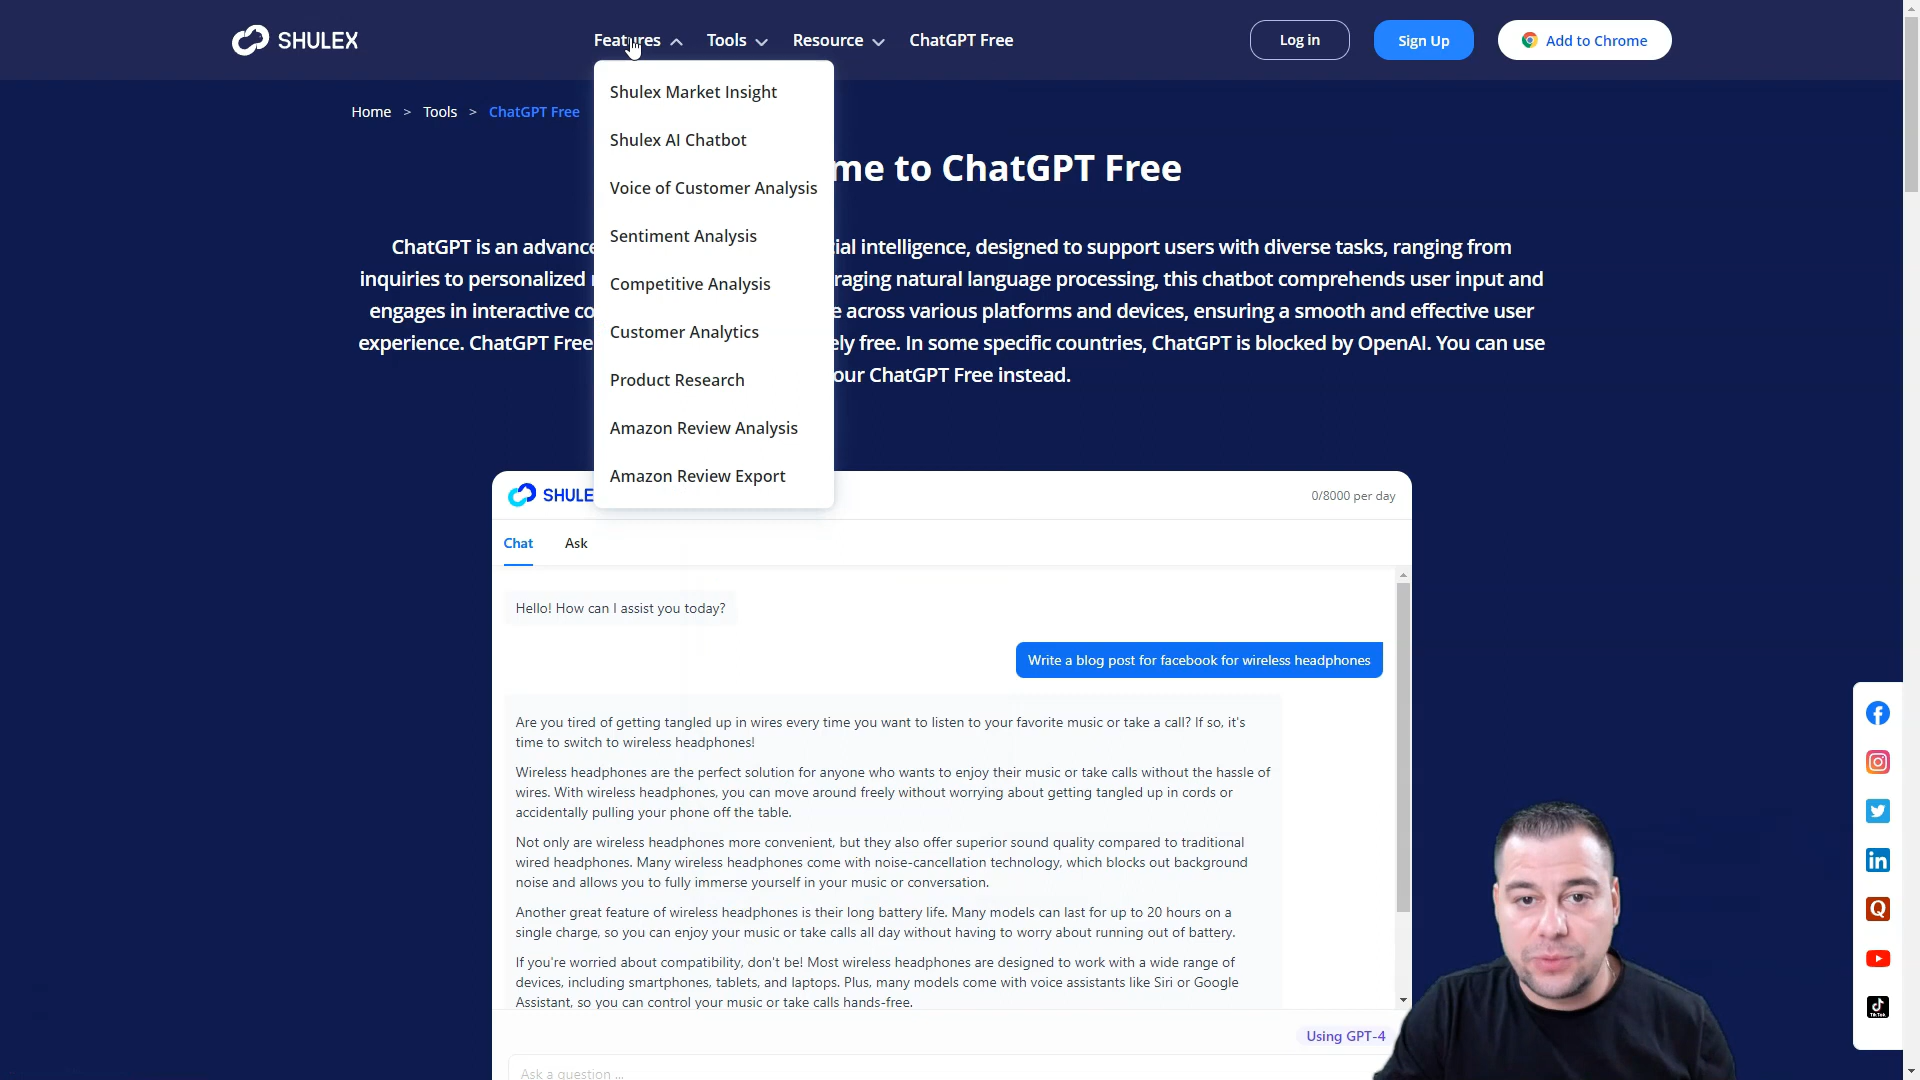 SHULEX
Features
Tools
Resource
ChatGPT Free
Log in
Sign Up
Add to Chrome
Home > Tools > ChatGPT Free
Shulex Market Insight
Shulex AI Chatbot
Voice of Customer Analysis
Sentiment Analysis
Competitive Analysis
Customer Analytics
Product Research
Amazon Review Analysis
Amazon Review Export
me to ChatGPT Free
ChatGPT is an advance ial intelligence, designed to support users with diverse tasks, ranging from
inquiries to personalized raging natural language processing, this chatbot comprehends user input and
engages in interactive co e across various platforms and devices, ensuring a smooth and effective user
experience. ChatGPT Free ely free. In some specific countries, ChatGPT is blocked by OpenAI. You can use
our ChatGPT Free instead.
SHULE
0/8000 per day
Chat
Ask
Hello! How can I assist you today?
Write a blog post for facebook for wireless headphones
Are you tired of getting tangled up in wires every time you want to listen to your favorite music or take a call? If so, it's
time to switch to wireless headphones!
Wireless headphones are the perfect solution for anyone who wants to enjoy their music or take calls without the hassle of
wires. With wireless headphones, you can move around freely without worrying about getting tangled up in cords or
accidentally pulling your phone off the table.
Not only are wireless headphones more convenient, but they also offer superior sound quality compared to traditional
wired headphones. Many wireless headphones come with noise-cancellation technology, which blocks out background
noise and allows you to fully immerse yourself in your music or conversation.
Another great feature of wireless headphones is their long battery life. Many models can last for up to 20 hours on a
single charge, so you can enjoy your music or take calls all day without having to worry about running out of battery.
If you're worried about compatibility, don't be! Most wireless headphones are designed to work with a wide range of
devices, including smartphones, tablets, and laptops. Plus, many models come with voice assistants like Siri or Google
Assistant, so you can control your music or take calls hands-free.
Using GPT-4
Ask a question ...